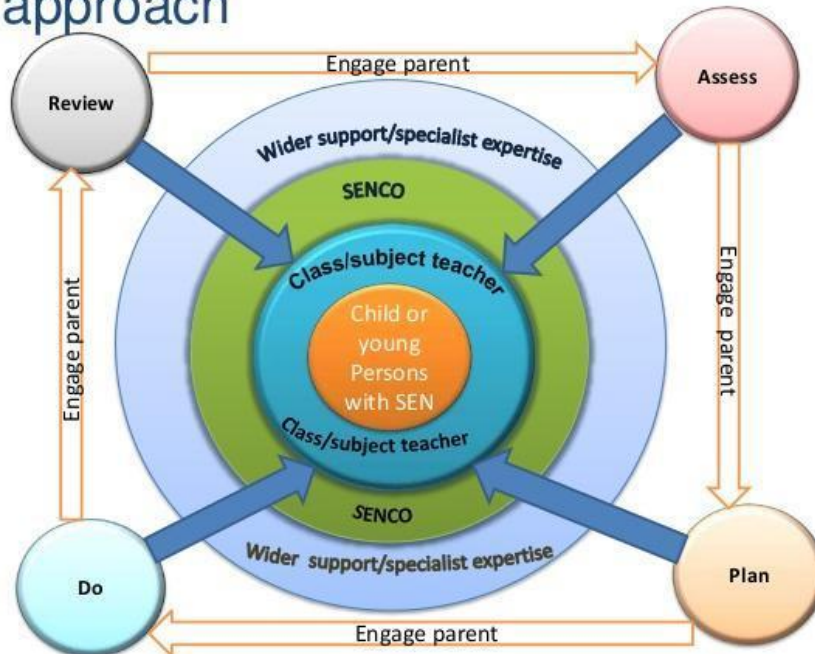 approach
Engage parent
Review
Assess
Wider support/specialist expertise
SENCO
Class/subject teacher
Child or
young
Persons
with SEN
Class/subject teacher
SENCO
Wider support/specialist expertise
Engage parent
Engage parent
Do
Plan
Engage parent